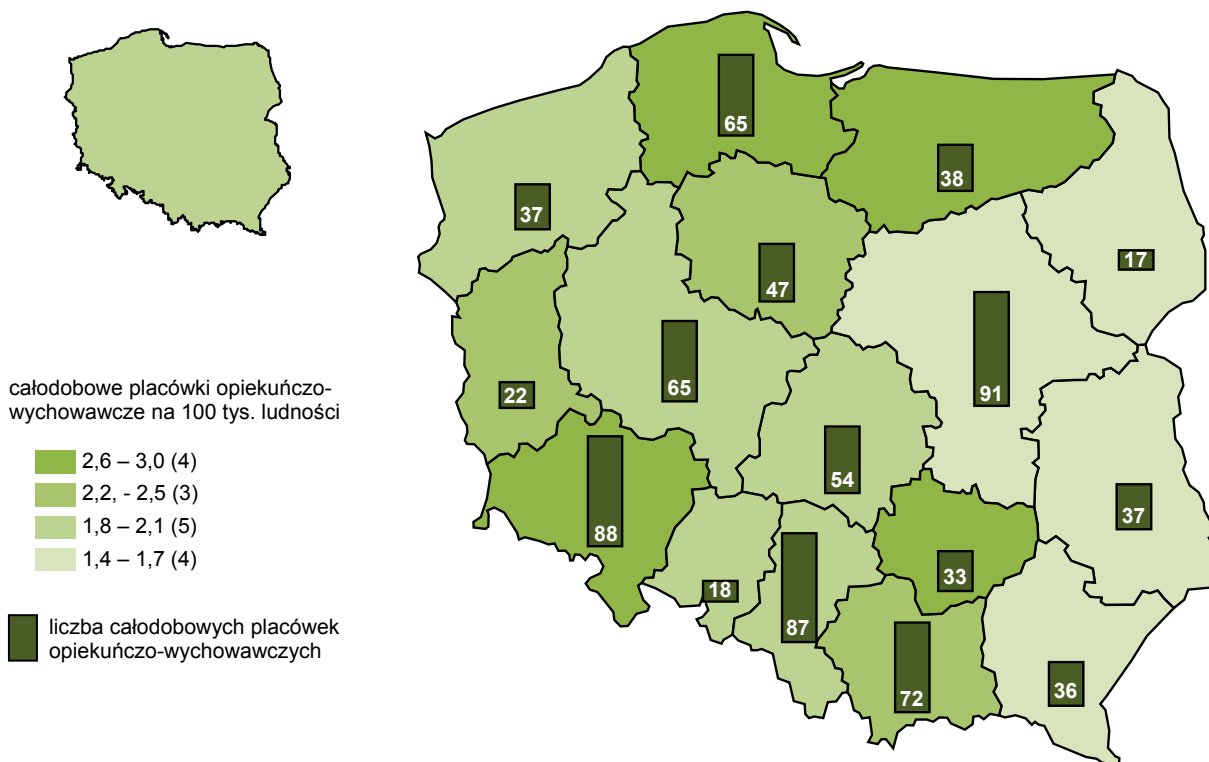 65
38
37
17
47
65
91
22
54
37
88
33
18
87
72
36
całodobowe placówki opiekuńczo-
wychowawcze na 100 tys. ludności
2,6 – 3,0 (4)
2,2, - 2,5 (3)
1,8 – 2,1 (5)
1,4 – 1,7 (4)
liczba całodobowych placówek
opiekuńczo-wychowawczych